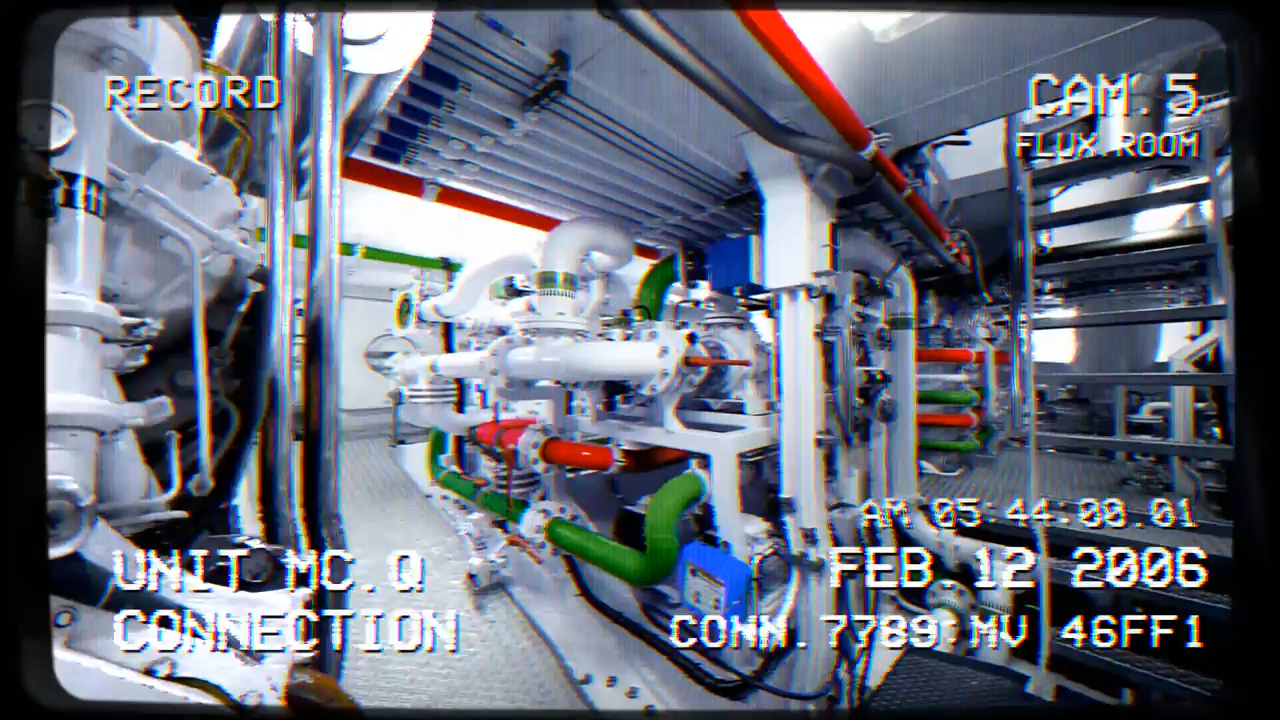 RECORD
CAM.5
FLUX.ROOM
AM 05:44:00.01
UNIT MC.Q
CONNECTION
FEB 12 2006
CONN.7789 MV 46FF1